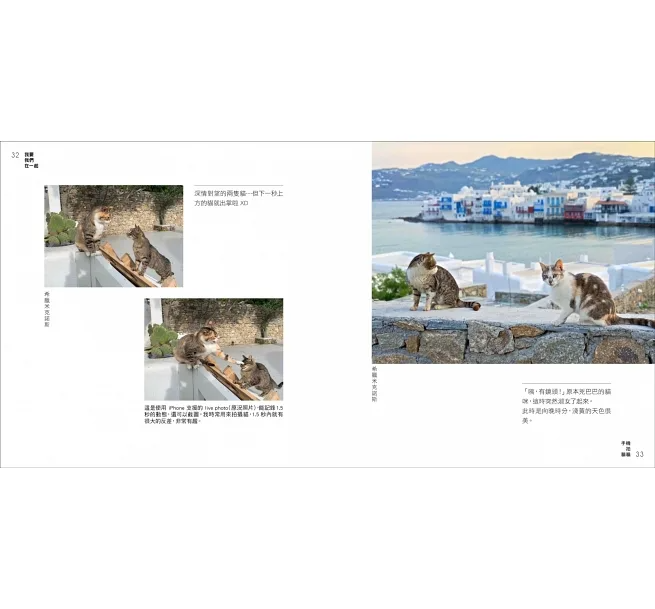 32
我要
我們
在一起
深情對望的兩隻貓…但下一秒上
方的貓就出掌啦 XD
希臘米克諾斯
這是使用 iPhone 支援的 live photo(原況照片)，能記錄 1.5
秒的動態，還可以截圖。我時常用來拍攝貓，1.5 秒內就有
很大的反差，非常有趣。
希臘米克諾斯
「嗚，有鏡頭！」原本兇巴巴的貓
咪，這時突然淑女了起來。
此時是向晚時分，淺黃的天色很
美。
手機
拍
貓貓
33